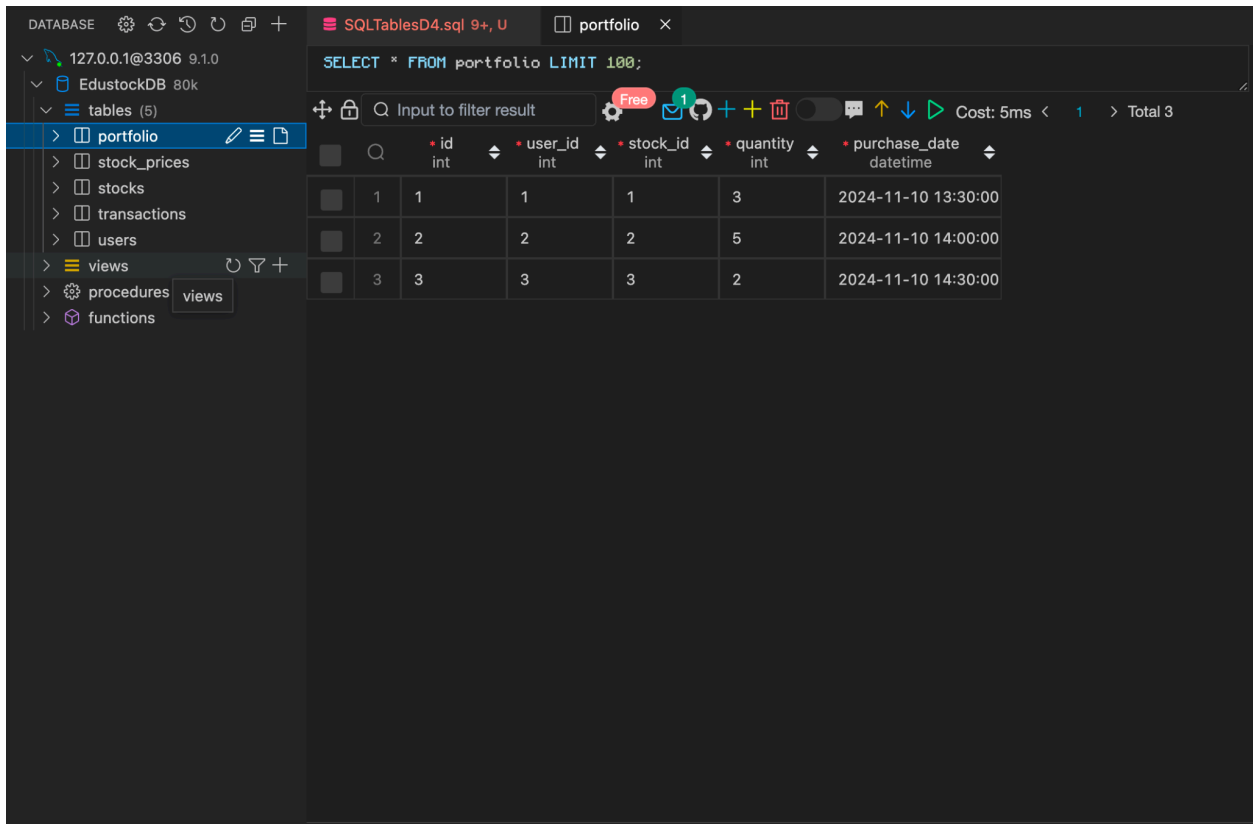 DATABASE
127.0.0.1@3306 9.1.0
EdustockDB 80k
tables (5)
portfolio
stock_prices
stocks
transactions
users
views
procedures
views
functions
SQLTablesD4.sql 9+, U
portfolio
SELECT * FROM portfolio LIMIT 100;
Input to filter result
Free
1
Cost: 5ms
1
Total 3
* id * user_id * stock_id * quantity * purchase_date
int int int int datetime
1 1 1 1 3 2024-11-10 13:30:00
2 2 2 2 5 2024-11-10 14:00:00
3 3 3 3 2 2024-11-10 14:30:00